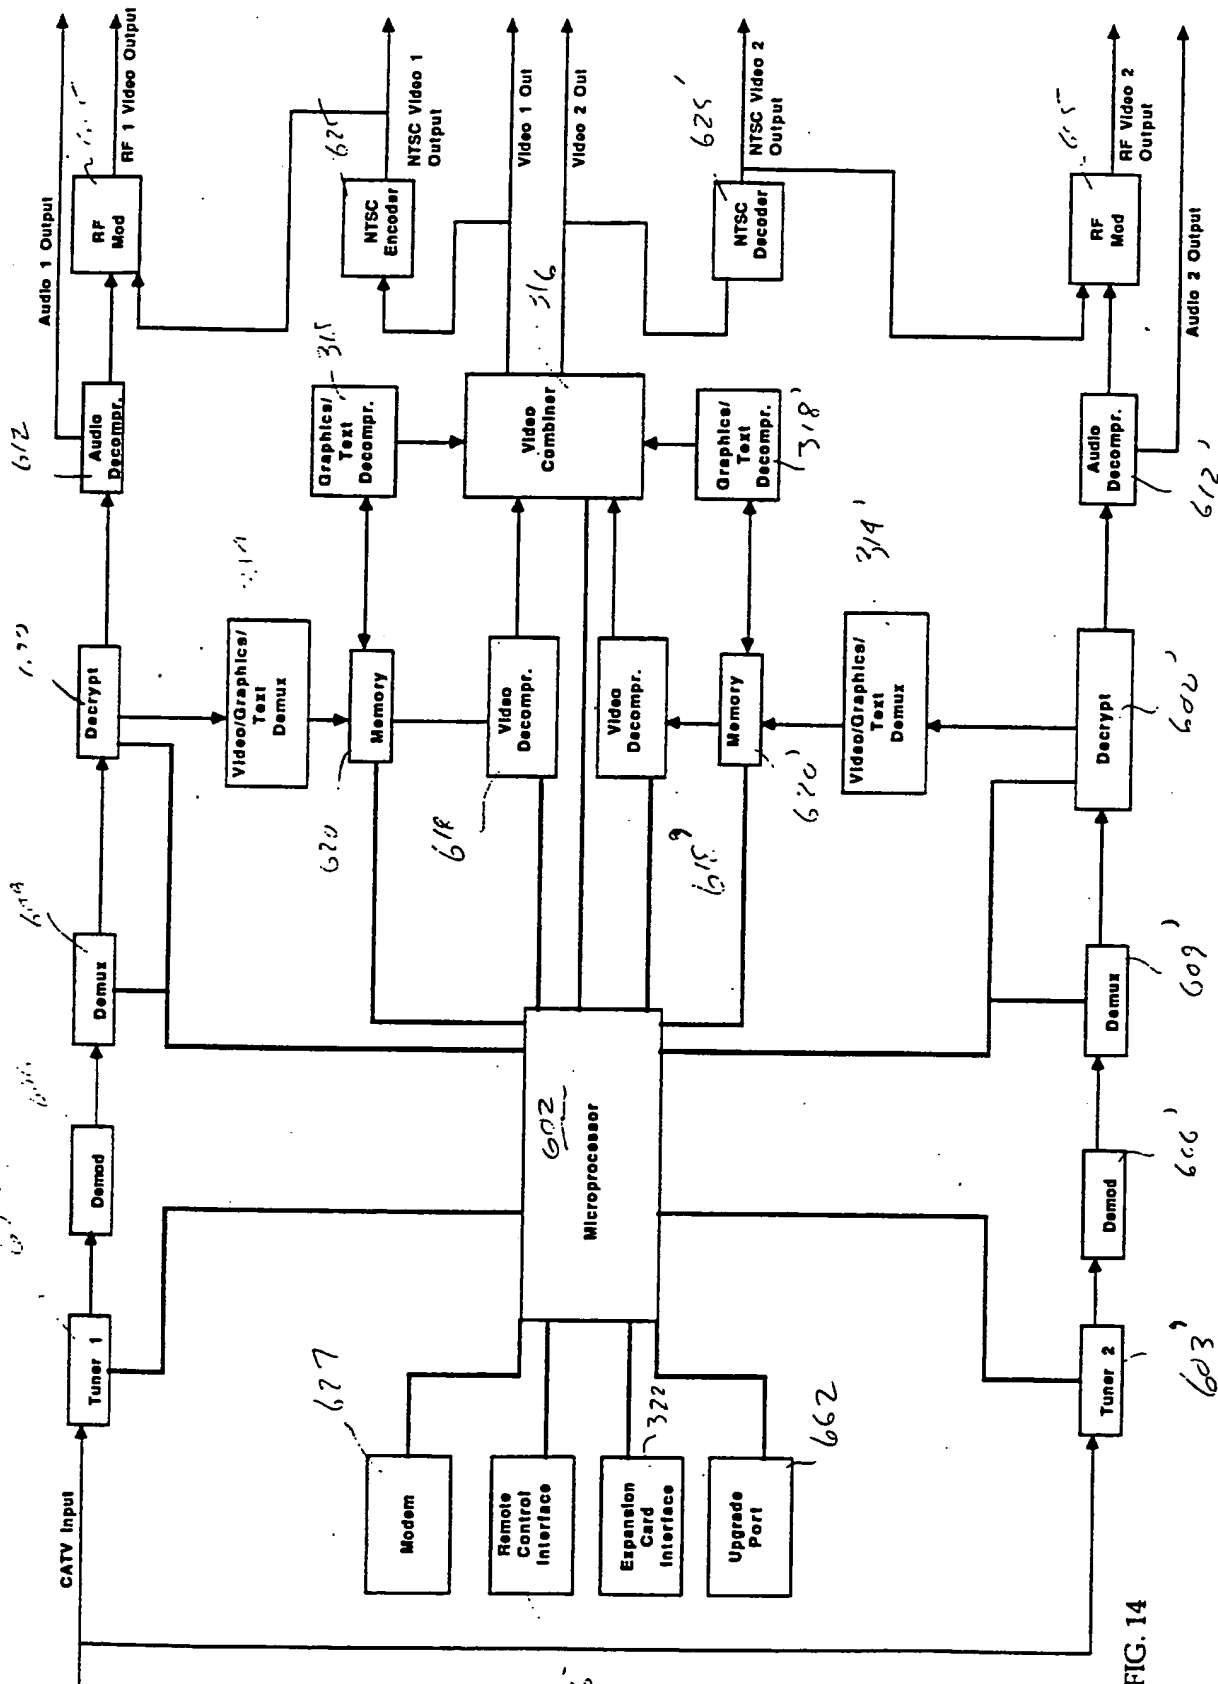 CATV Input
Tuner 1
Demod
Demux
Decrypt
Audio
Decompr.
612
RF
Mod
Audio 1 Output
RF 1 Video Output
Video/Graphics/
Text
Demux
Memory
620
Graphics/
Text
Decompr.
315
NTSC
Encoder
625
NTSC Video 1
Output
Video
Decompr.
618
Video
Combiner
316
Video 1 Out
Video 2 Out
Modem
627
Remote
Control
Interface
Expansion
Card
Interface
322
Upgrade
Port
662
Microprocessor
602
Video
Decompr.
Memory
620'
Graphics/
Text
Decompr.
318'
NTSC
Decoder
625'
NTSC Video 2
Output
Video/Graphics/
Text
Demux
314'
Tuner 2
603'
Demod
606'
Demux
609'
Decrypt
602'
Audio
Decompr.
612'
RF
Mod
RF Video 2
Output
Audio 2 Output
FIG. 14